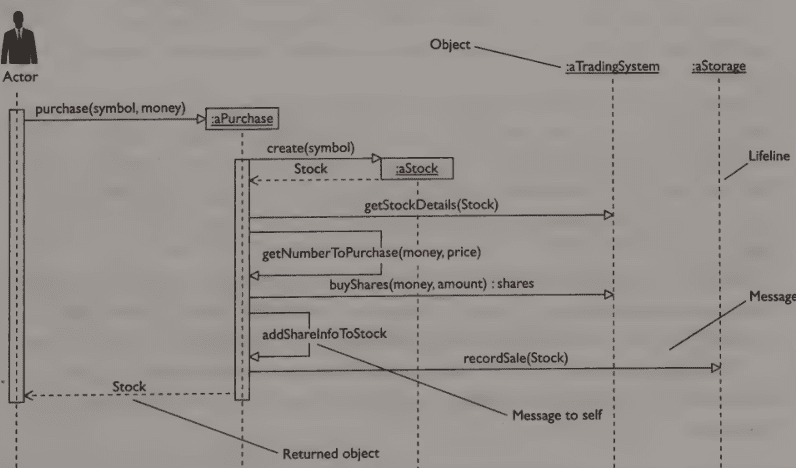 Object
:aTradingSystem
:aStorage
Actor
purchase(symbol, money)
:aPurchase
create(symbol)
Stock
:aStock
Lifeline
getStockDetails(Stock)
getNumberToPurchase(money, price)
buyShares(money, amount) : shares
Message
addShareInfoToStock
recordSale(Stock)
Stock
Message to self
Returned object